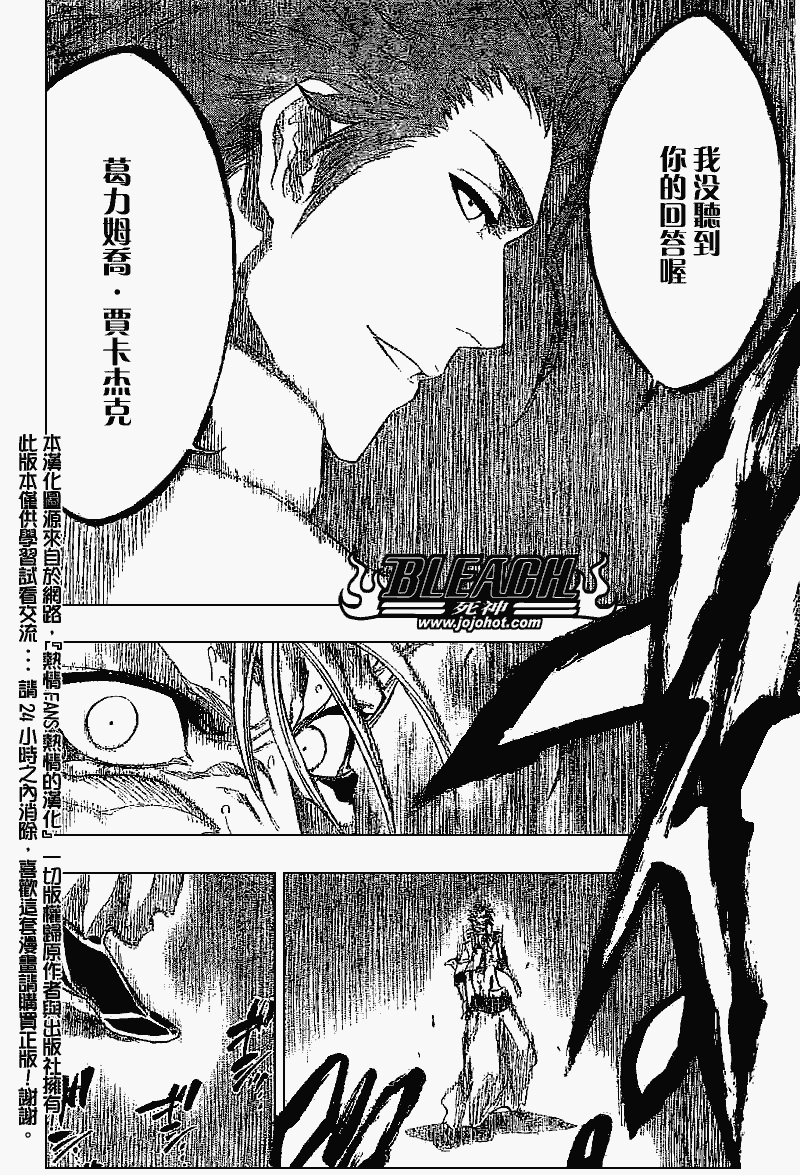 我没聽到
你的回答喔
葛力姆喬·賈卡杰克
BLEACH
死神
www.jojohot.com
本漢化圖源來自於網路，『熱情FANS熱情的漢化』一切版權歸原作者與出版社擁有！
此版本僅供學習試看交流... 請24小時之內消除，喜歡這套漫畫請購買正版！謝謝。